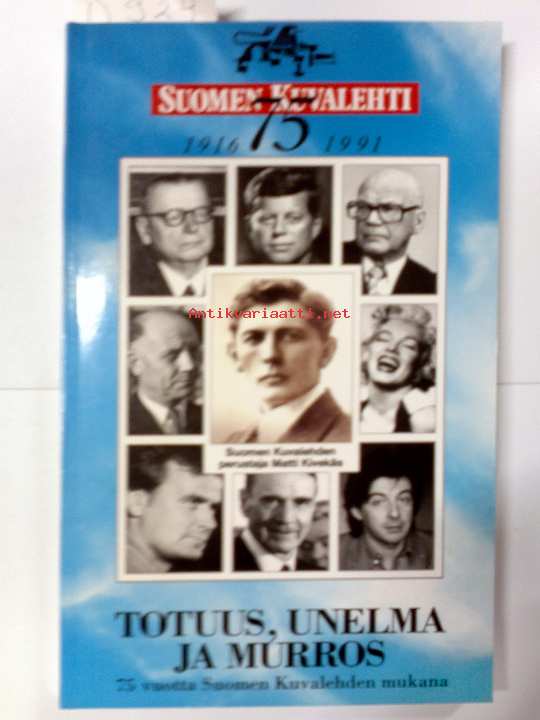 SUOMEN KUVALEHTI
75
1916 1991
Antikvariaatti.net
Suomen Kuvalehden
perustaja Matti Kivekäs
TOTUUS, UNELMA
JA MURROS
75 vuotta Suomen Kuvalehden mukana